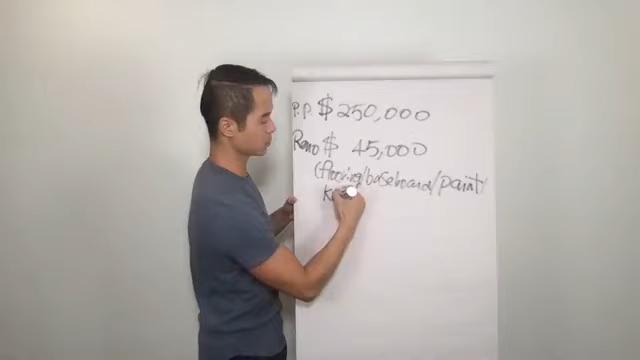 P.P. $250,000
Reno $ 45,000
(flooring/baseboard/paint/